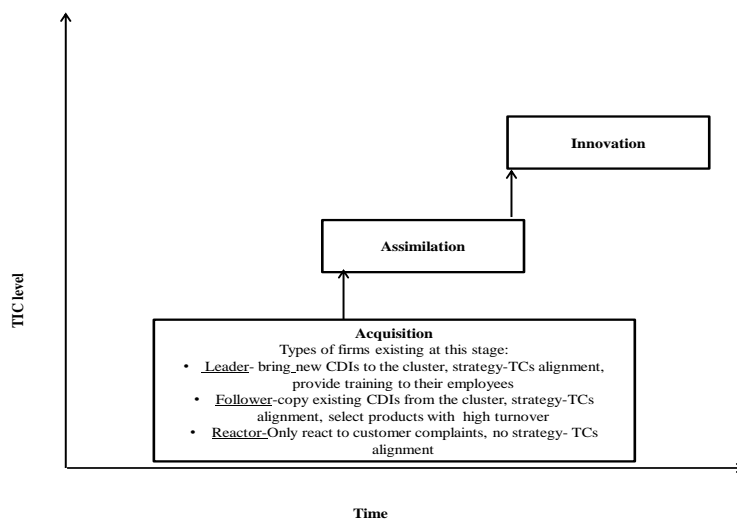 Innovation
Assimilation
TIC level
Acquisition
Types of firms existing at this stage:
• Leader- bring new CDIs to the cluster, strategy-TCs alignment,
provide training to their employees
• Follower-copy existing CDIs from the cluster, strategy-TCs
alignment, select products with high turnover
• Reactor-Only react to customer complaints, no strategy- TCs
alignment
Time